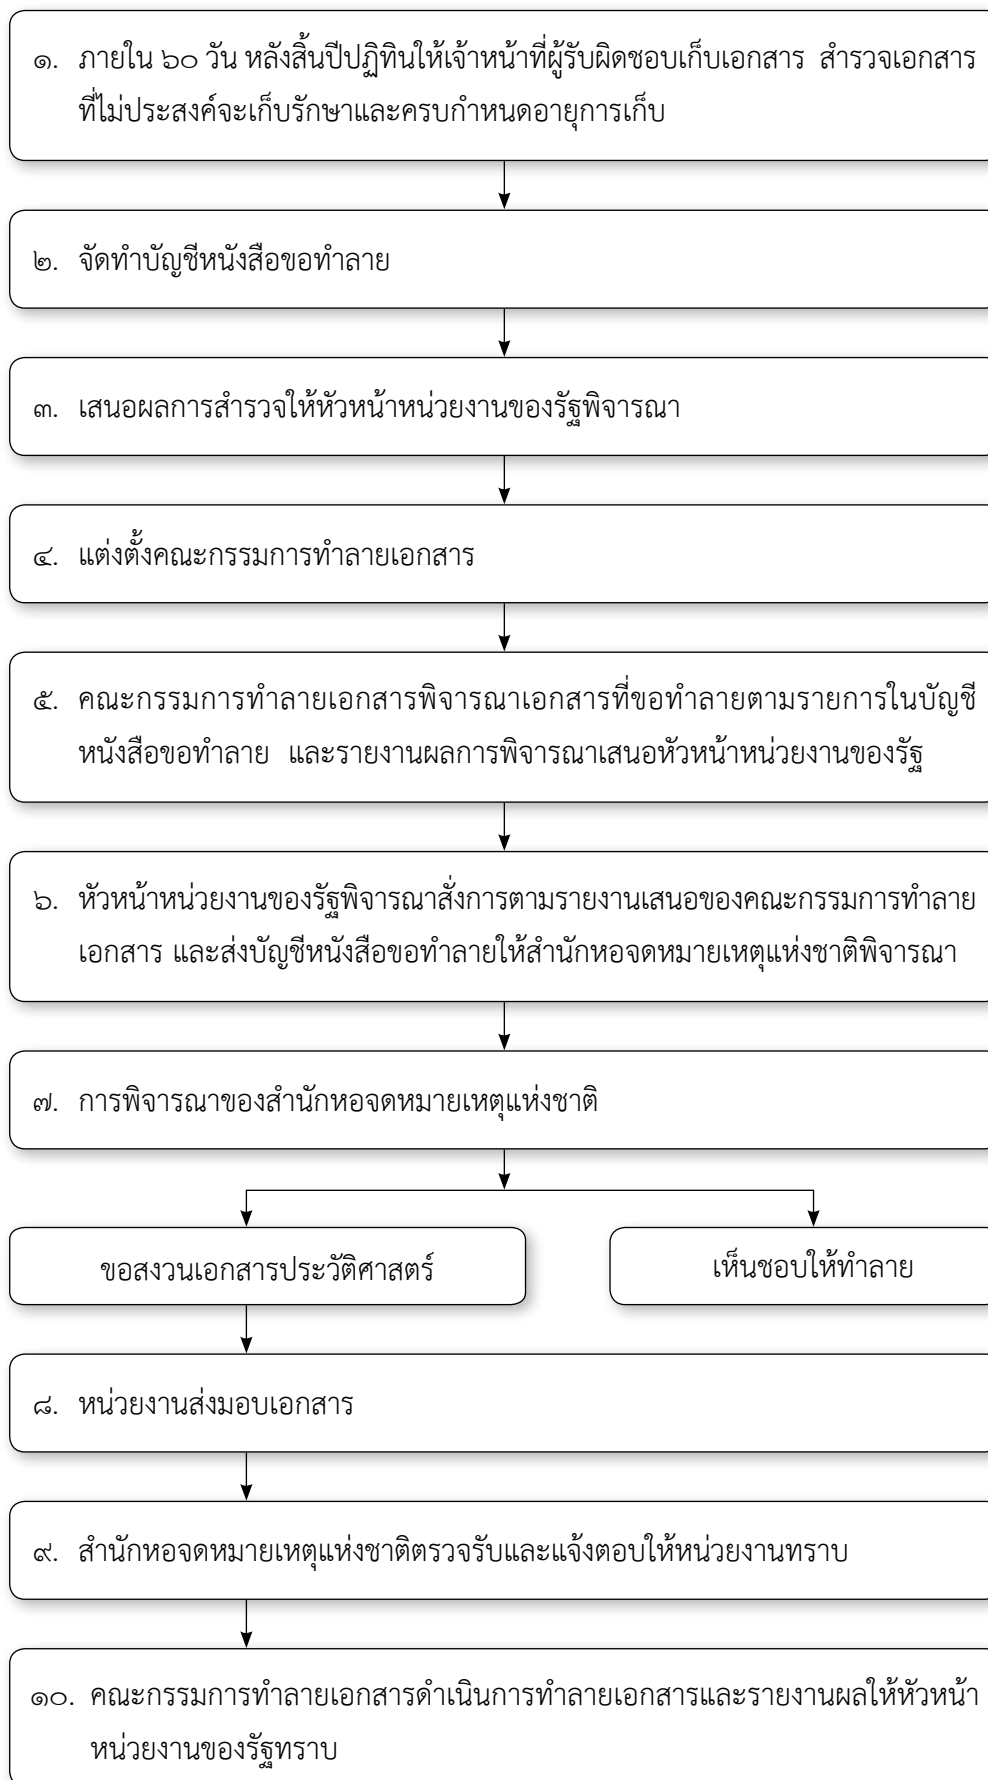 ๑. ภายใน ๖๐ วัน หลังสิ้นปีปฏิทินให้เจ้าหน้าที่ผู้รับผิดชอบเก็บเอกสาร สำรวจเอกสาร
ที่ไม่ประสงค์จะเก็บรักษาและครบกำหนดอายุการเก็บ
๒. จัดทำบัญชีหนังสือขอทำลาย
๓. เสนอผลการสำรวจให้หัวหน้าหน่วยงานของรัฐพิจารณา
๔. แต่งตั้งคณะกรรมการทำลายเอกสาร
๕. คณะกรรมการทำลายเอกสารพิจารณาเอกสารที่ขอทำลายตามรายการในบัญชี
หนังสือขอทำลาย และรายงานผลการพิจารณาเสนอหัวหน้าหน่วยงานของรัฐ
๖. หัวหน้าหน่วยงานของรัฐพิจารณาสั่งการตามรายงานเสนอของคณะกรรมการทำลาย
เอกสาร และส่งบัญชีหนังสือขอทำลายให้สำนักหอจดหมายเหตุแห่งชาติพิจารณา
๗. การพิจารณาของสำนักหอจดหมายเหตุแห่งชาติ
ขอสงวนเอกสารประวัติศาสตร์
เห็นชอบให้ทำลาย
๘. หน่วยงานส่งมอบเอกสาร
๙. สำนักหอจดหมายเหตุแห่งชาติตรวจรับและแจ้งตอบให้หน่วยงานทราบ
๑๐. คณะกรรมการทำลายเอกสารดำเนินการทำลายเอกสารและรายงานผลให้หัวหน้า
หน่วยงานของรัฐทราบ